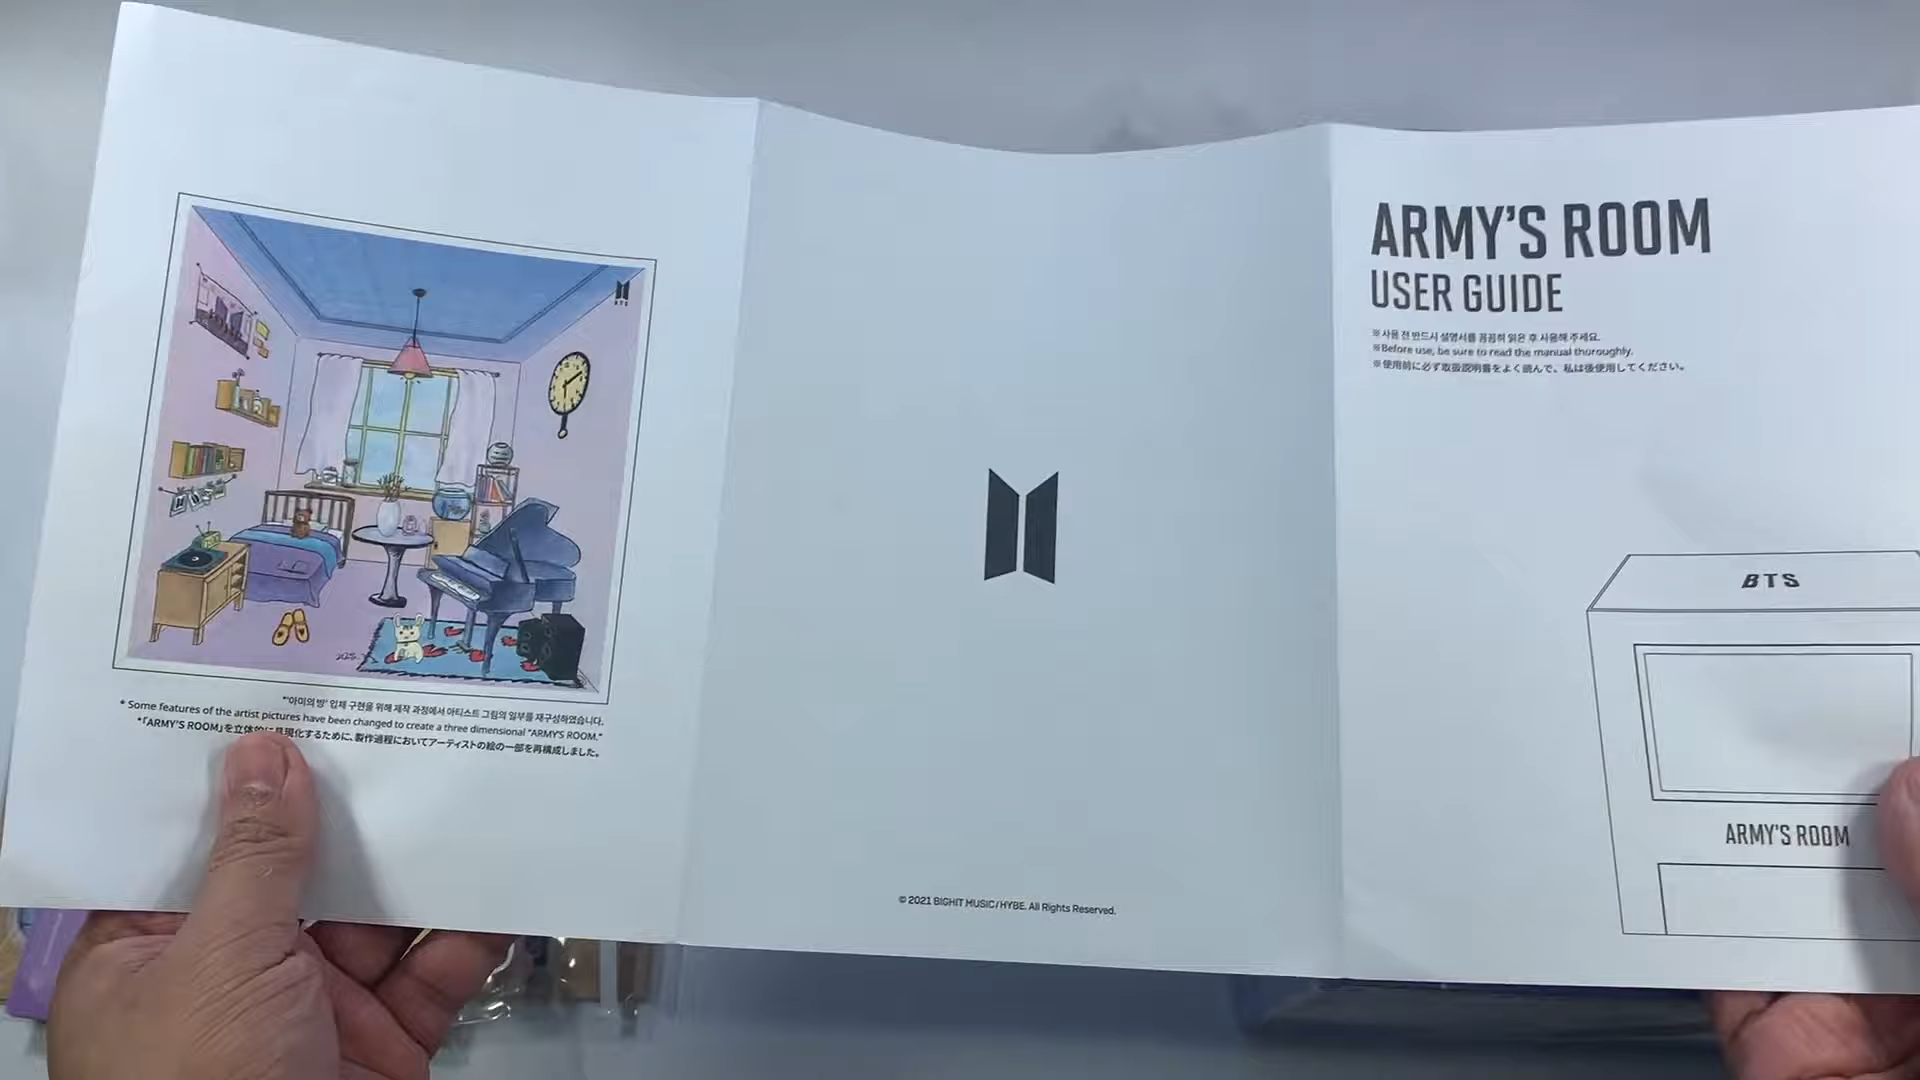 BTS
*"아미의 방" 입체 구현을 위해 제작 과정에서 아티스트 그림의 일부를 재구성하였습니다.
* Some features of the artist pictures have been changed to create a three dimensional "ARMY'S ROOM."
*「ARMY'S ROOM」を立体的に具現化するために、製作過程においてアーティストの絵の一部を再構成しました。
© 2021 BIGHIT MUSIC/HYBE. All Rights Reserved.
ARMY'S ROOM
USER GUIDE
※사용 전 반드시 설명서를 꼼꼼히 읽은 후 사용해 주세요.
※Before use, be sure to read the manual thoroughly.
※使用前に必ず取扱説明書をよく読んで、私は後使用してください。
BTS
ARMY'S ROOM